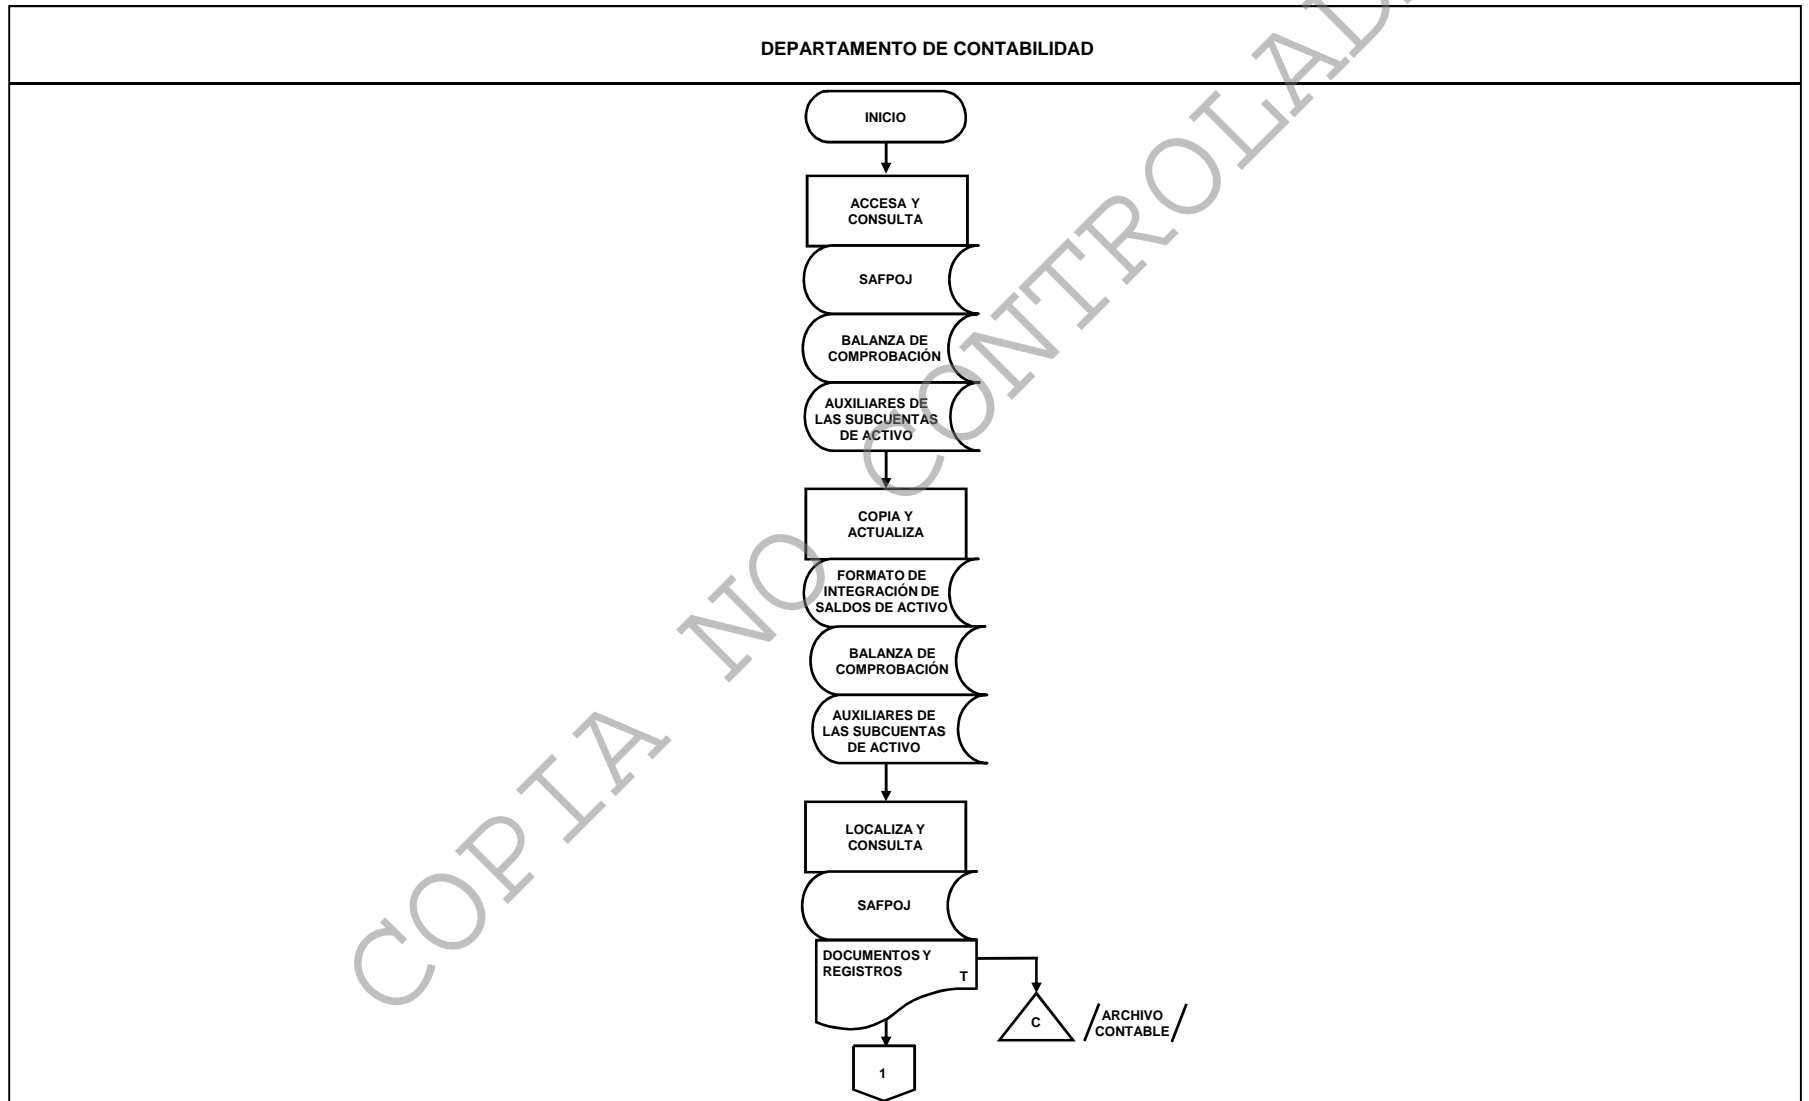 DEPARTAMENTO DE CONTABILIDAD
INICIO
ACCESA Y
CONSULTA
SAFPOJ
BALANZA DE
COMPROBACIÓN
AUXILIARES DE
LAS SUBCUENTAS
DE ACTIVO
COPIA Y
ACTUALIZA
FORMATO DE
INTEGRACIÓN DE
SALDOS DE ACTIVO
BALANZA DE
COMPROBACIÓN
AUXILIARES DE
LAS SUBCUENTAS
DE ACTIVO
LOCALIZA Y
CONSULTA
SAFPOJ
DOCUMENTOS Y
REGISTROS
T
C
/ARCHIVO
CONTABLE/
1
COPIA NO CONTROLAD